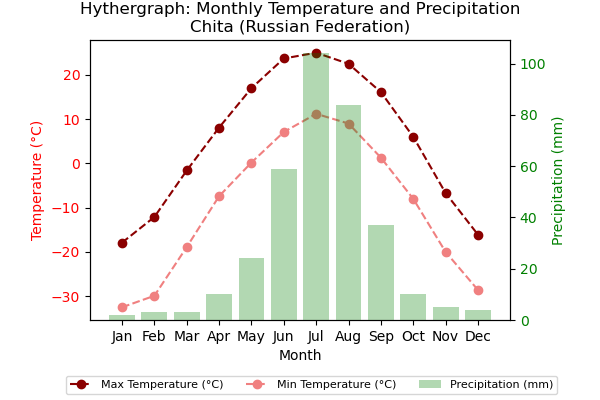 Hythergraph: Monthly Temperature and Precipitation
Chita (Russian Federation)
Temperature (°C)
20
10
0
−10
−20
−30
100
80
60
40
20
0
Precipitation (mm)
Jan Feb Mar Apr May Jun Jul Aug Sep Oct Nov Dec
Month
Max Temperature (°C) Min Temperature (°C) Precipitation (mm)